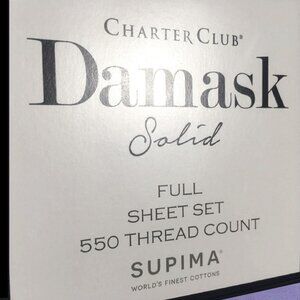 CHARTER CLUB®
Damask
Solid
FULL
SHEET SET
550 THREAD COUNT
SUPIMA®
WORLD'S FINEST COTTONS